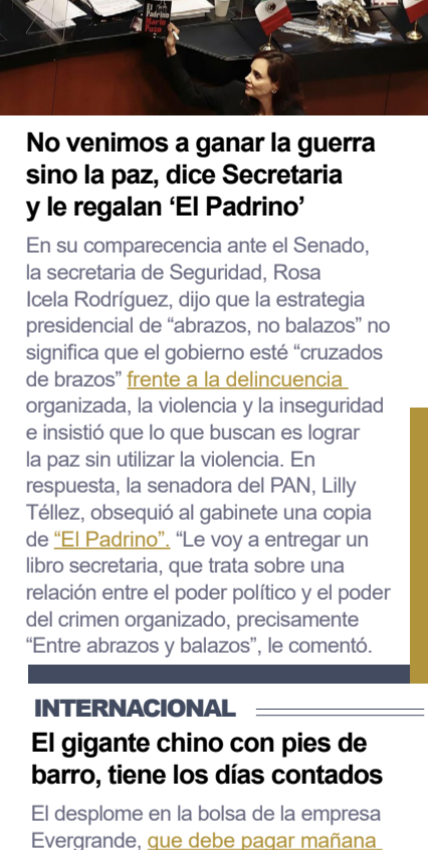 El
Padrino
Mario
Puzo
No venimos a ganar la guerra
sino la paz, dice Secretaria
y le regalan ‘El Padrino’
En su comparecencia ante el Senado,
la secretaria de Seguridad, Rosa
Icela Rodríguez, dijo que la estrategia
presidencial de “abrazos, no balazos” no
significa que el gobierno esté “cruzados
de brazos” frente a la delincuencia
organizada, la violencia y la inseguridad
e insistió que lo que buscan es lograr
la paz sin utilizar la violencia. En
respuesta, la senadora del PAN, Lilly
Téllez, obsequió al gabinete una copia
de “El Padrino”. “Le voy a entregar un
libro secretaria, que trata sobre una
relación entre el poder político y el poder
del crimen organizado, precisamente
“Entre abrazos y balazos”, le comentó.
INTERNACIONAL
El gigante chino con pies de
barro, tiene los días contados
El desplome en la bolsa de la empresa
Evergrande, que debe pagar mañana